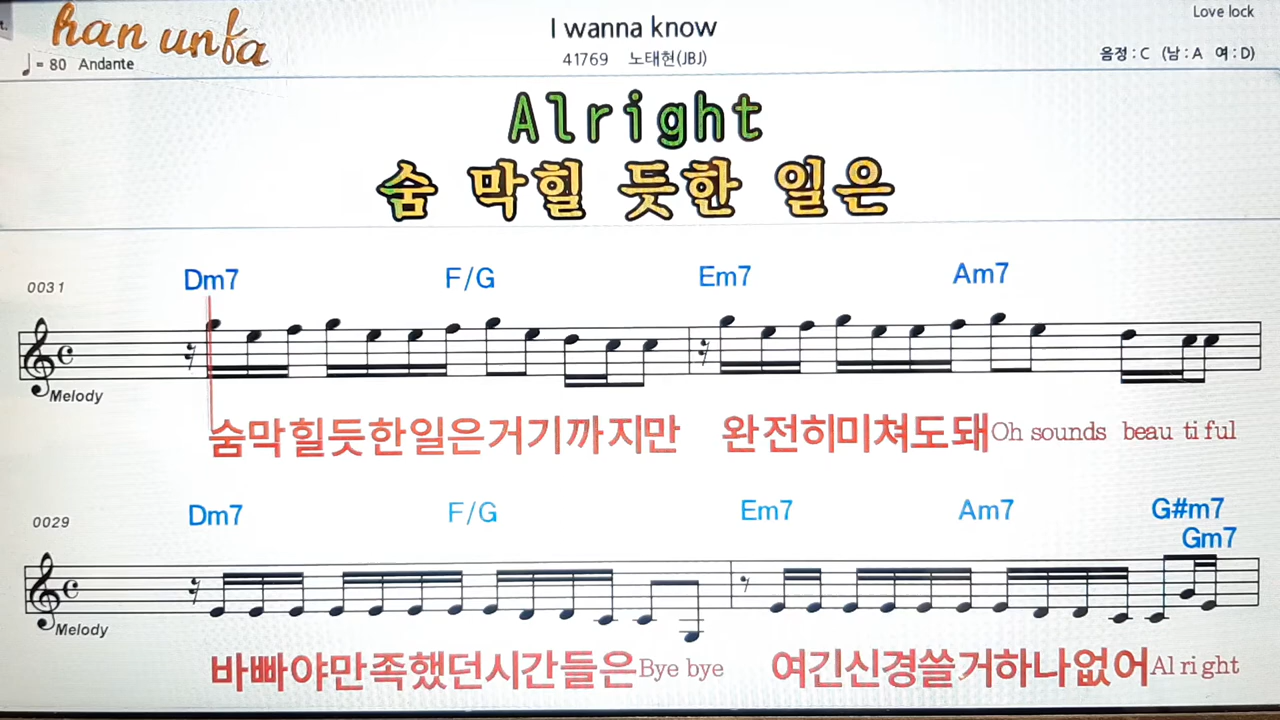 t.
han unfa
I wanna know
Love lock
♩ = 80 Andante
41769 노태현(JBJ)
음정 : C (남 : A 여 : D)
Alright
숨 막힐 듯한 일은
0031
Dm7 F/G Em7 Am7
Melody
숨막힐듯한일은거기까지만 완전히미쳐도돼Oh sounds beau ti ful
0029
Dm7 F/G Em7 Am7 G#m7
Gm7
Melody
바빠야만족했던시간들은Bye bye 여긴신경쓸거하나없어Al ri ght